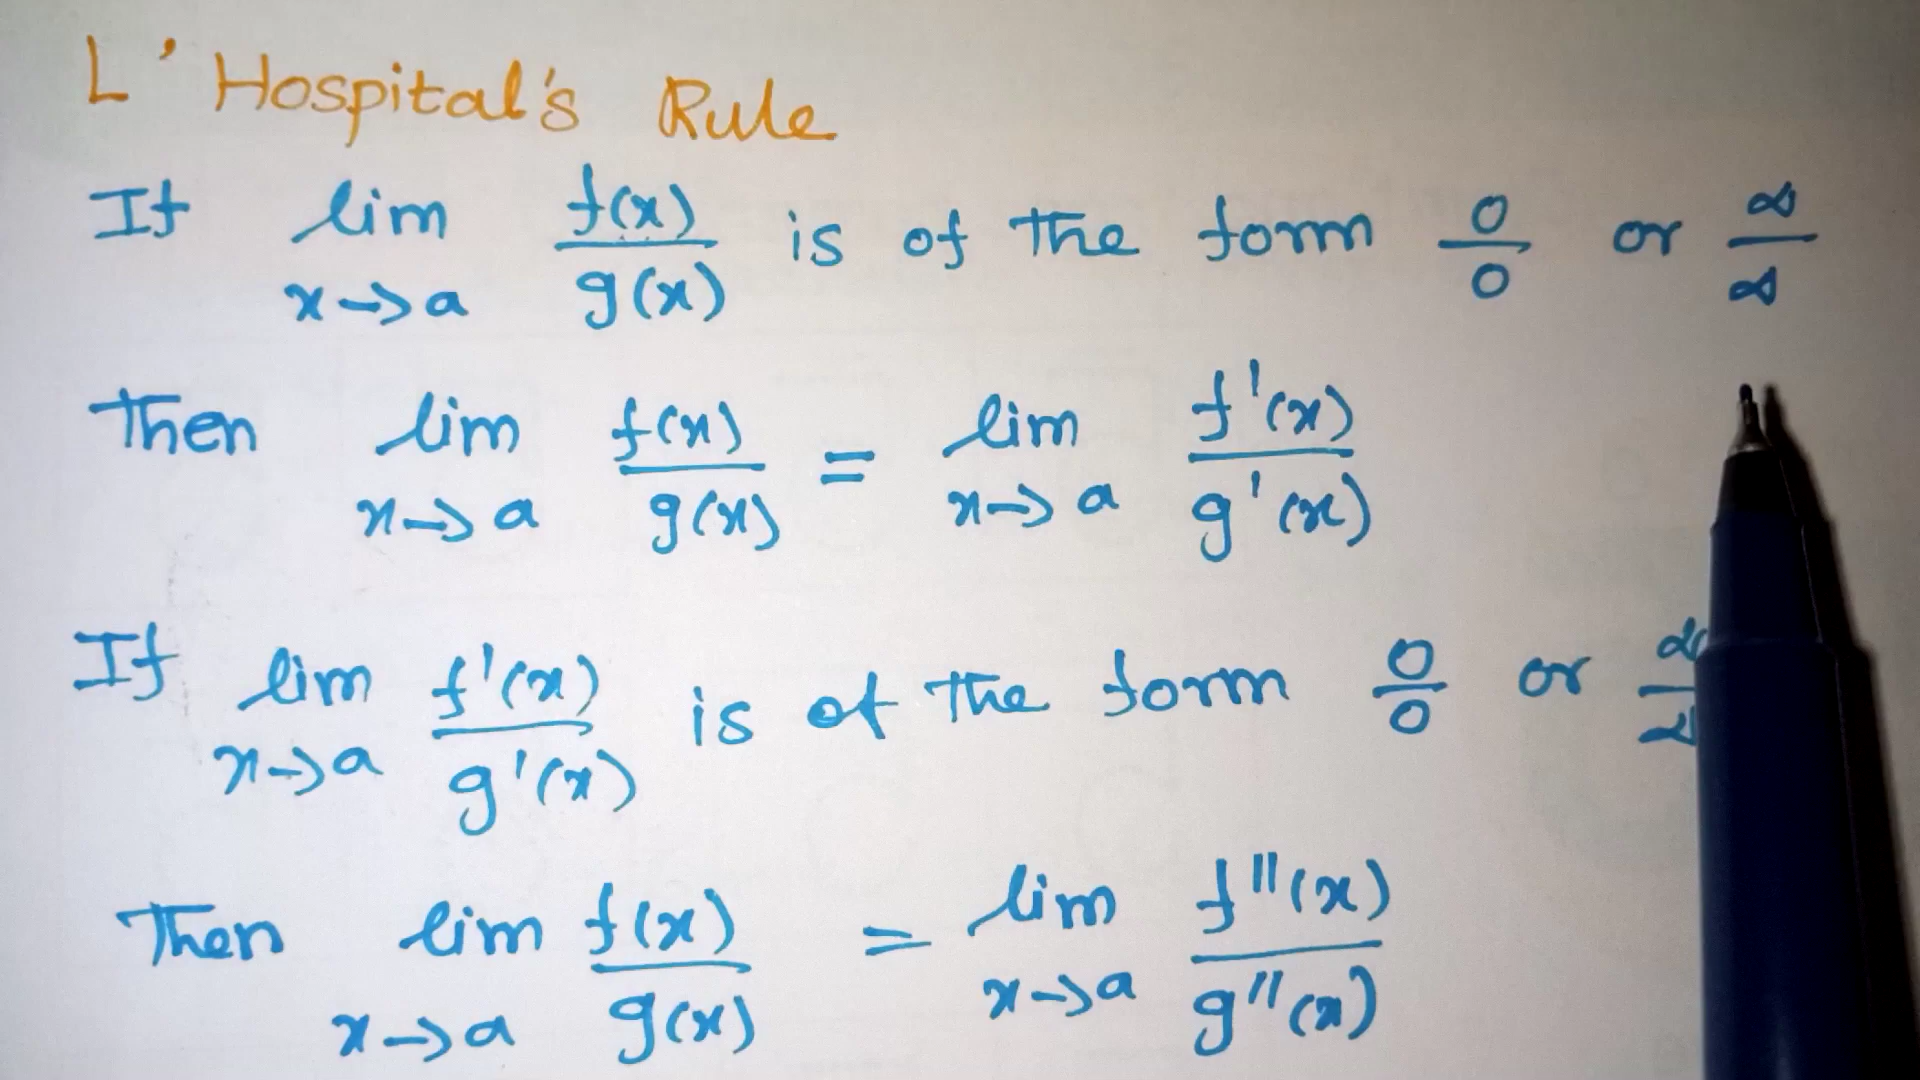 L'Hospital's Rule
If lim x→a f(x)/g(x) is of the form 0/0 or ∞/∞
Then lim x→a f(x)/g(x) = lim x→a f'(x)/g'(x)
If lim x→a f'(x)/g'(x) is of the form 0/0 or ∞/∞
Then lim x→a f(x)/g(x) = lim x→a f''(x)/g''(x)